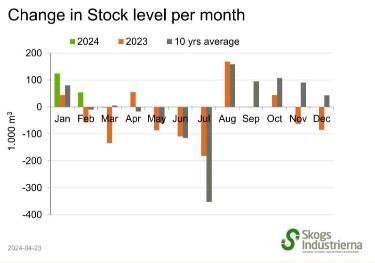 Change in Stock level per month
2024 2023 10 yrs average
200
100
0
-100
-200
-300
-400
1.000 m³
Jan Feb Mar Apr May Jun Jul Aug Sep Oct Nov Dec
2024-04-23
Skogs
Industrierna